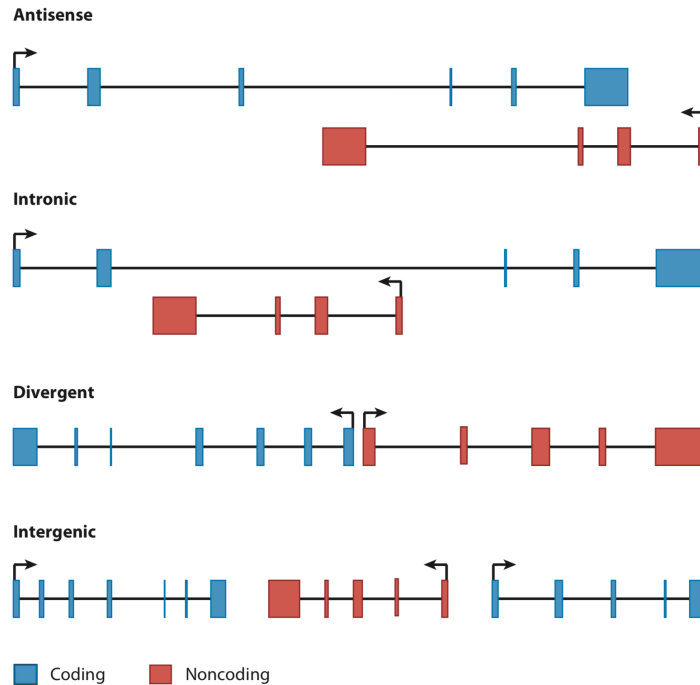 Antisense
Intronic
Divergent
Intergenic
Coding
Noncoding